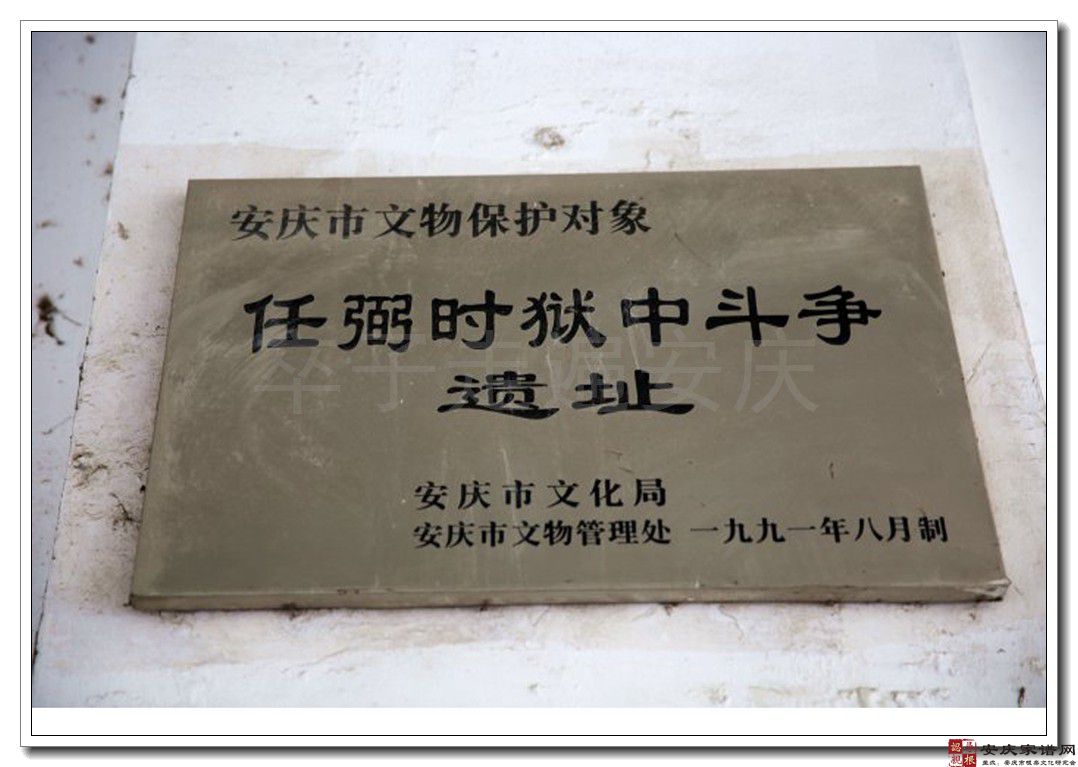 安庆市文物保护对象
任弼时狱中斗争
遗址
安庆市文化局
安庆市文物管理处 一九九一年八月制
安庆家谱网